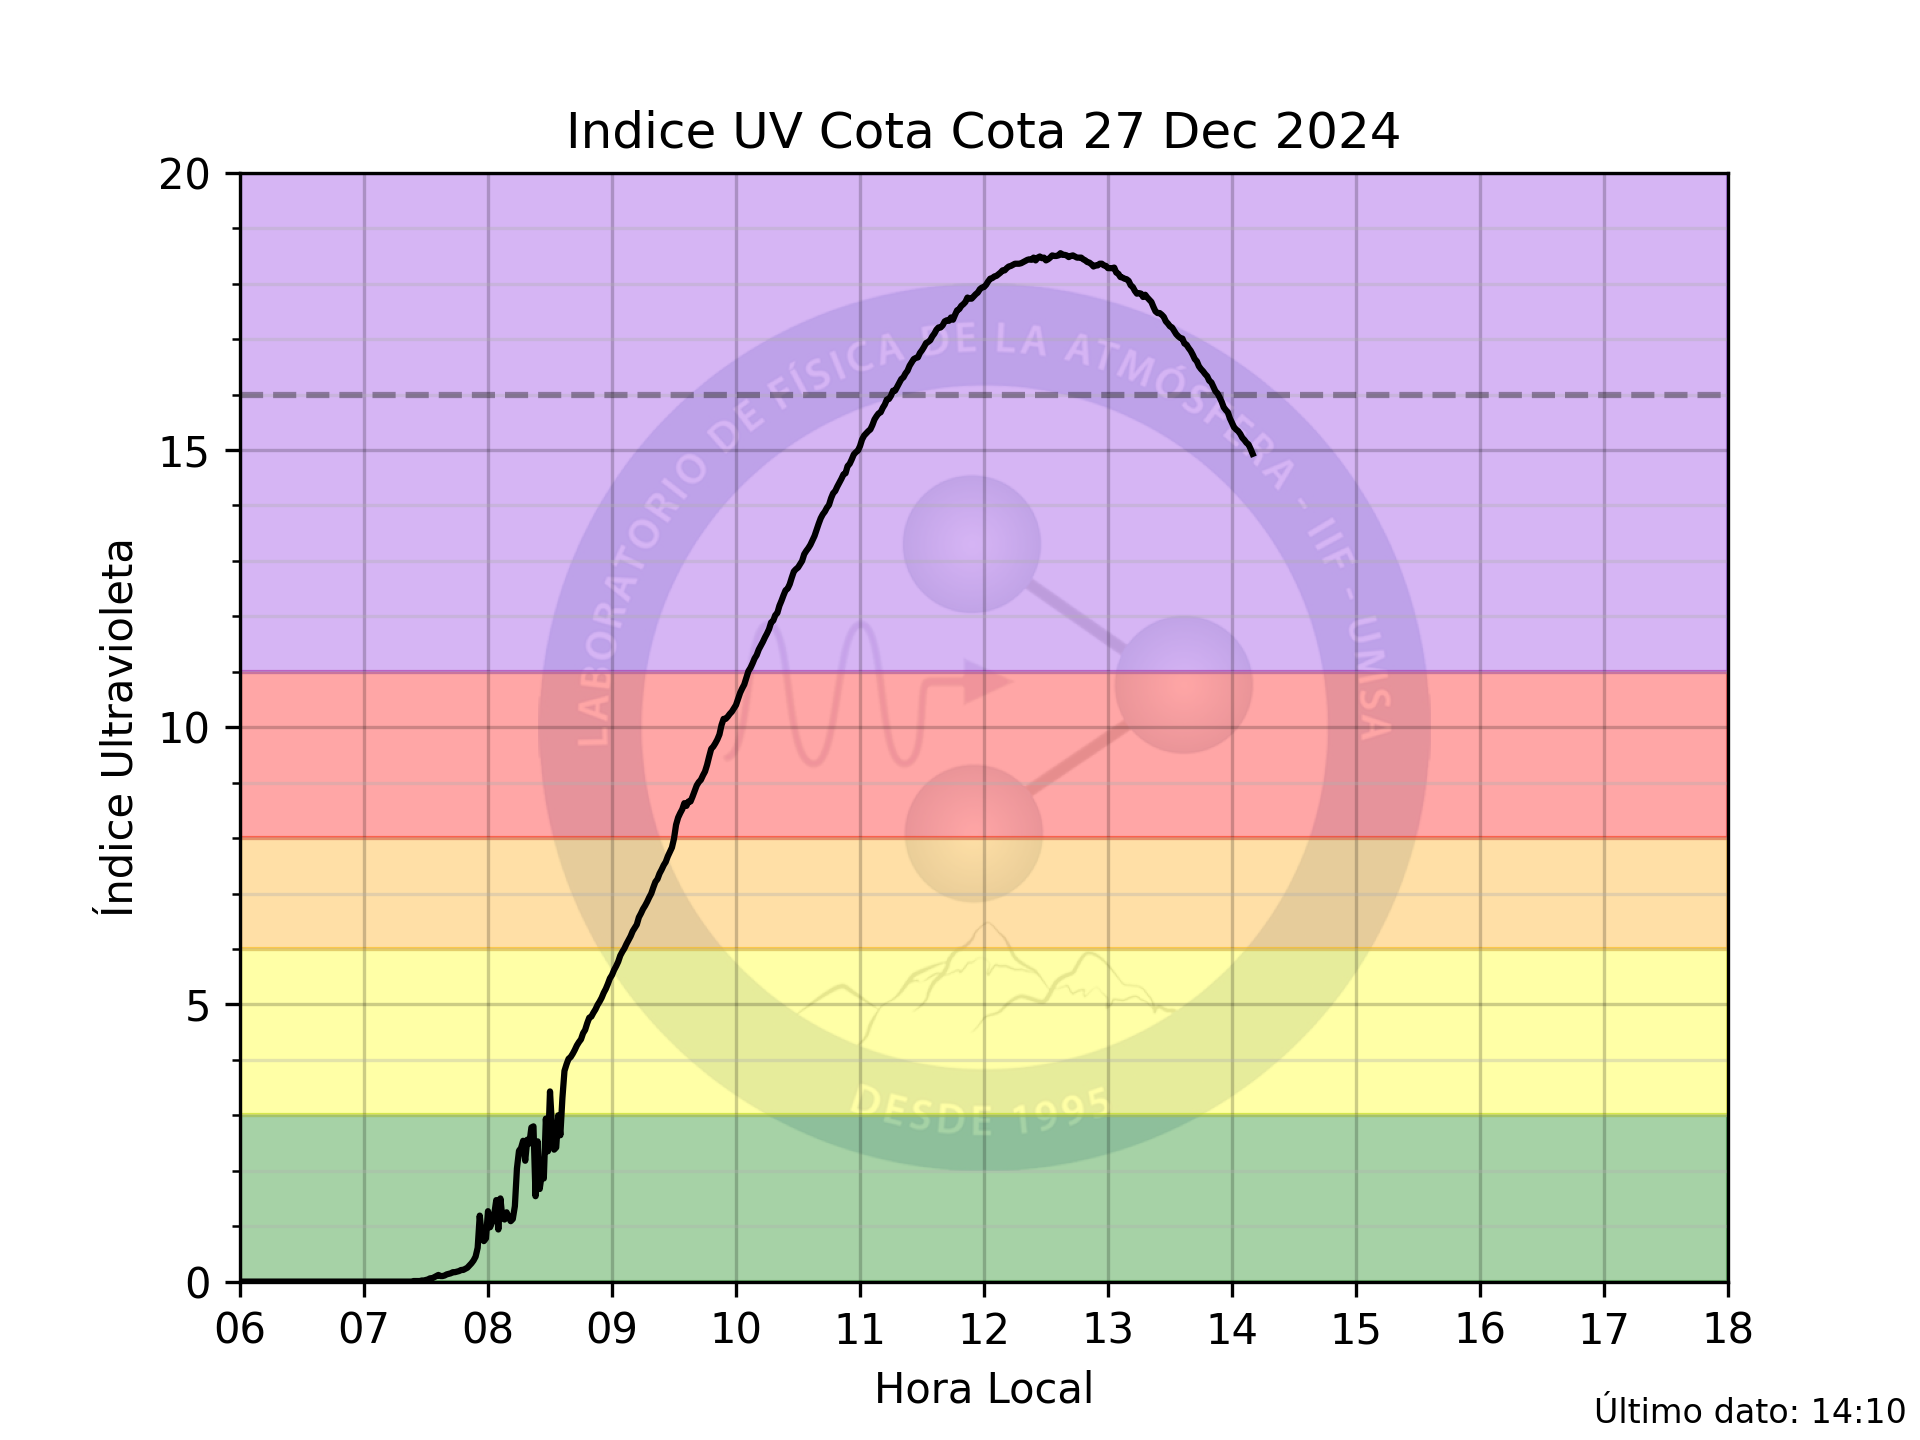 Indice UV Cota Cota 27 Dec 2024
20
15
10
5
0
Índice Ultravioleta
LABORATORIO DE FÍSICA DE LA ATMÓSFERA - IIF - UMSA
DESDE 1995
06 07 08 09 10 11 12 13 14 15 16 17 18
Hora Local
Último dato: 14:10